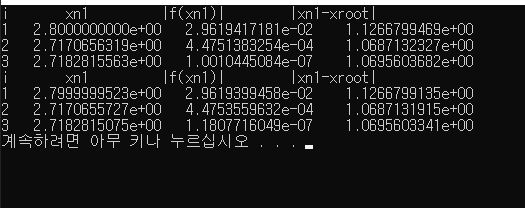 i xn1 |f(xn1)| |xn1-xroot|
1 2.8000000000e+00 2.9619417181e-02 1.1266799469e+00
2 2.7170656319e+00 4.4751383254e-04 1.0687132327e+00
3 2.7182815563e+00 1.0010445084e-07 1.0695603682e+00
i xn1 |f(xn1)| |xn1-xroot|
1 2.7999999523e+00 2.9619399458e-02 1.1266799135e+00
2 2.7170655727e+00 4.4753559632e-04 1.0687131915e+00
3 2.7182815075e+00 1.1807716049e-07 1.0695603341e+00
계속하려면 아무 키나 누르십시오 . . .